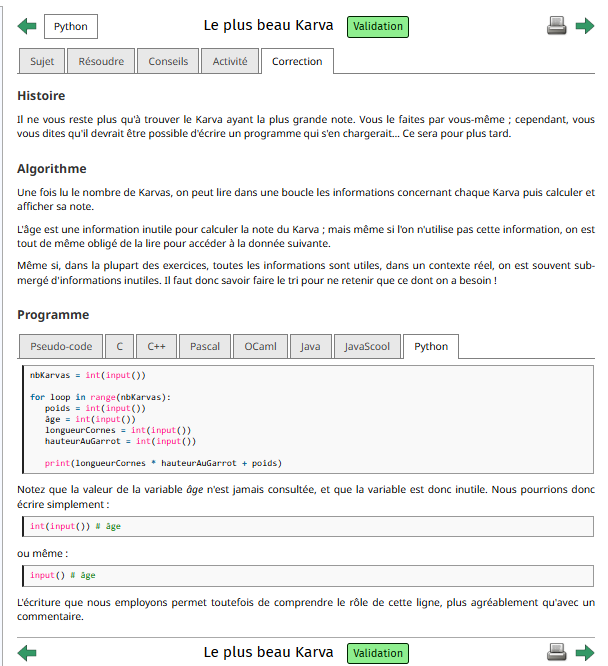 Python
Le plus beau Karva
Validation
Sujet
Résoudre
Conseils
Activité
Correction
Histoire
Il ne vous reste plus qu'à trouver le Karva ayant la plus grande note. Vous le faites par vous-même ; cependant, vous
vous dites qu'il devrait être possible d'écrire un programme qui s'en chargerait... Ce sera pour plus tard.
Algorithme
Une fois lu le nombre de Karvas, on peut lire dans une boucle les informations concernant chaque Karva puis calculer et
afficher sa note.
L'âge est une information inutile pour calculer la note du Karva ; mais même si l'on n'utilise pas cette information, on est
tout de même obligé de la lire pour accéder à la donnée suivante.
Même si, dans la plupart des exercices, toutes les informations sont utiles, dans un contexte réel, on est souvent sub-
mergé d'informations inutiles. Il faut donc savoir faire le tri pour ne retenir que ce dont on a besoin !
Programme
Pseudo-code
C
C++
Pascal
OCaml
Java
JavaScool
Python
nbKarvas = int(input())
for loop in range(nbKarvas):
poids = int(input())
âge = int(input())
longueurCornes = int(input())
hauteurAuGarrot = int(input())
print(longueurCornes * hauteurAuGarrot + poids)
Notez que la valeur de la variable âge n'est jamais consultée, et que la variable est donc inutile. Nous pourrions donc
écrire simplement :
int(input()) # âge
ou même :
input() # âge
L'écriture que nous employons permet toutefois de comprendre le rôle de cette ligne, plus agréablement qu'avec un
commentaire.
Le plus beau Karva
Validation